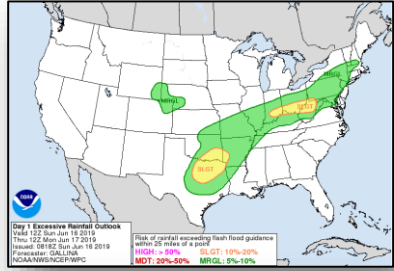 MRGL
MRGL
SLGT
SLGT
NOAA
Day 1 Excessive Rainfall Outlook
Valid 12Z Sun Jun 16 2019
Thru 12Z Mon Jun 17 2019
Issued: 0818Z Sun Jun 16 2019
Forecaster: GALLINA
NOAA/NWS/NCEP/WPC
Risk of rainfall exceeding flash flood guidance
within 25 miles of a point
HIGH: > 50% SLGT: 10%-20%
MDT: 20%-50% MRGL: 5%-10%